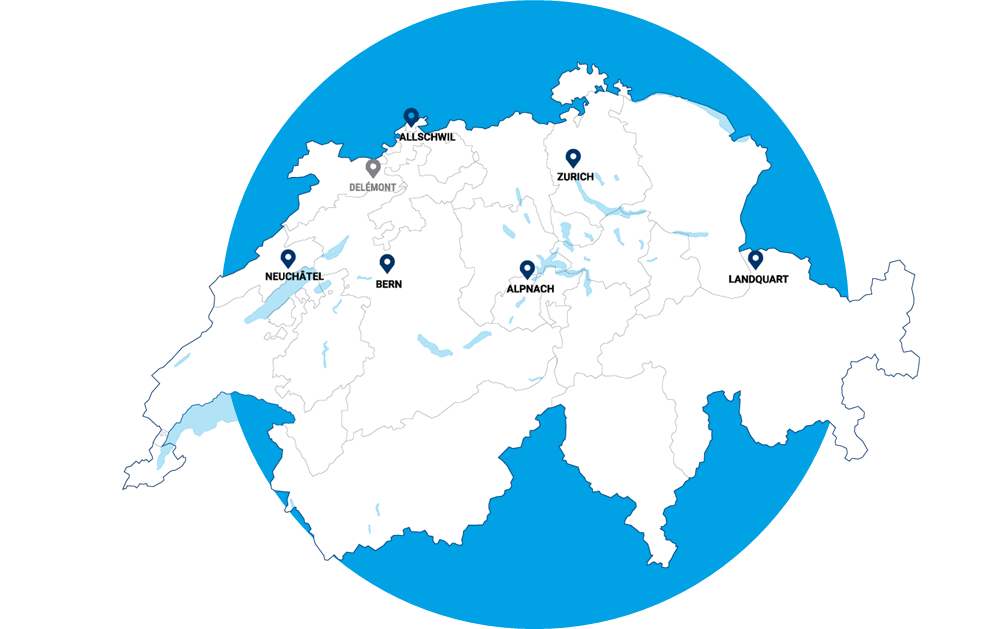 ALLSCHWIL
ZURICH
DELÉMONT
NEUCHÂTEL
BERN
ALPNACH
LANDQUART